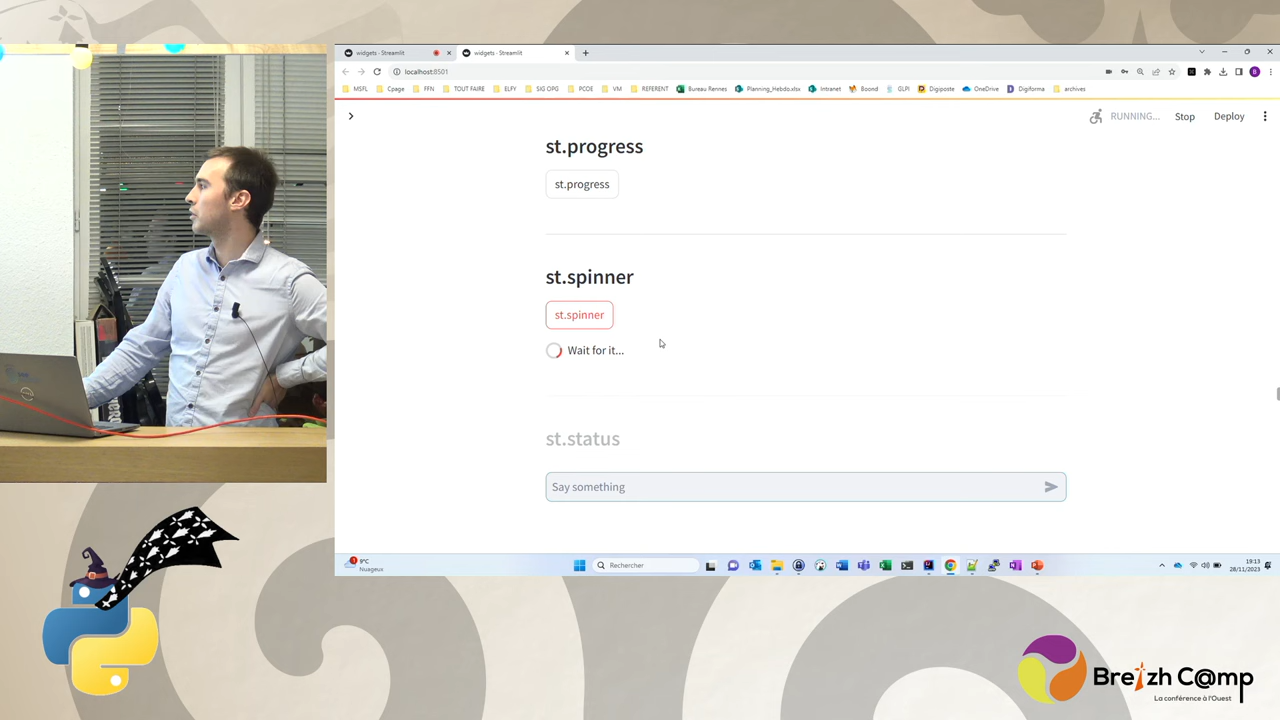 widgets · Streamlit
widgets · Streamlit
localhost:8501
MSFL Cpage FFN TOUT FAIRE ELFY SIG OPG PCOE VM REFERENT Bureau Rennes Planning_Hebdo.xlsx Intranet Boond GLPI Digiposte OneDrive Digiforma archives
RUNNING... Stop Deploy
st.progress
st.progress
st.spinner
st.spinner
Wait for it...
st.status
Say something
9°C
Nuageux
Rechercher
19:13
28/11/2023
Breizh C@mp
La conférence à l'Ouest